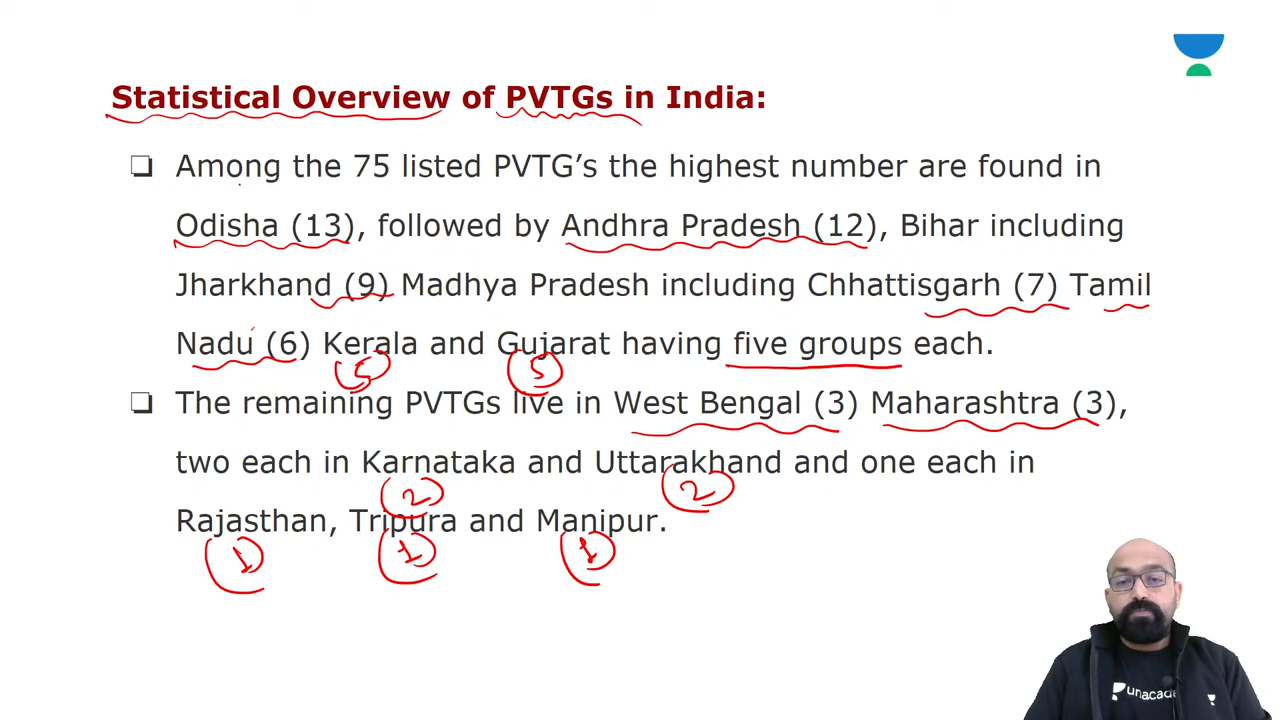 Statistical Overview of PVTGs in India:
❑ Among the 75 listed PVTG’s the highest number are found in
Odisha (13), followed by Andhra Pradesh (12), Bihar including
Jharkhand (9) Madhya Pradesh including Chhattisgarh (7) Tamil
Nadu (6) Kerala and Gujarat having five groups each.
5 5
❑ The remaining PVTGs live in West Bengal (3) Maharashtra (3),
two each in Karnataka and Uttarakhand and one each in
2 2
Rajasthan, Tripura and Manipur.
1 1 1